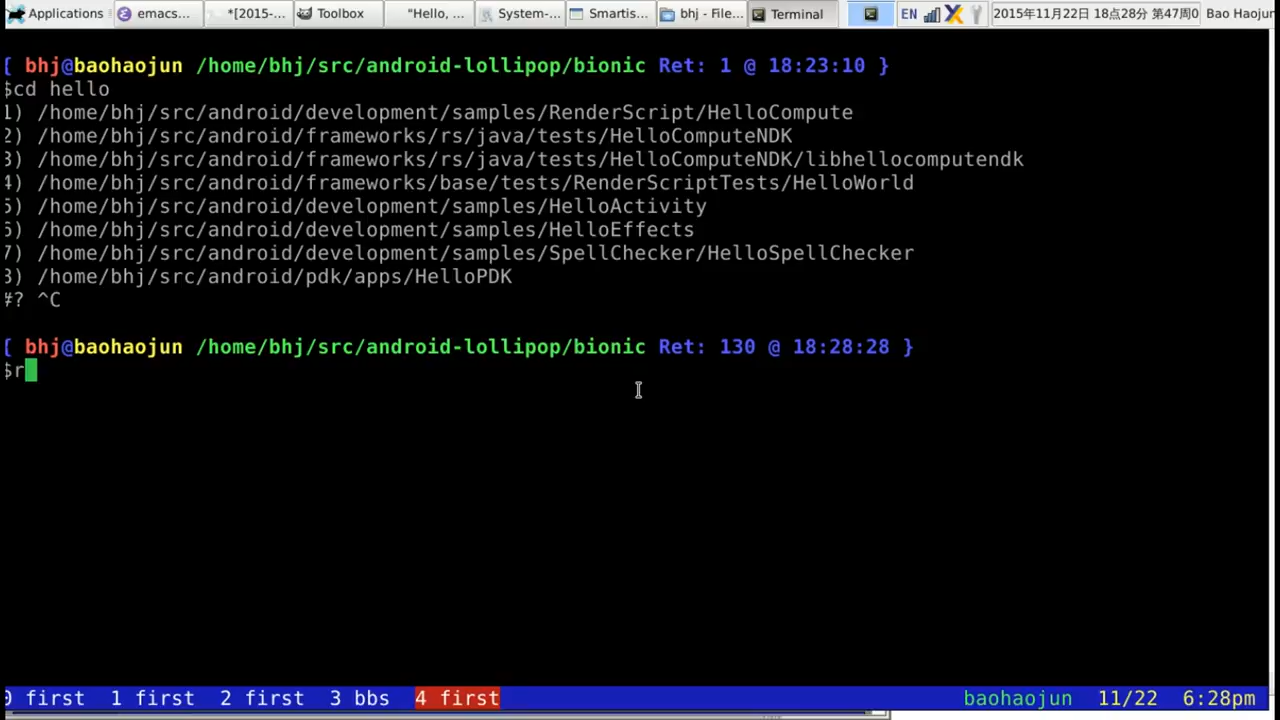 Applications emacs... *[2015-... Toolbox "Hello, ... System-... Smartis... bhj - File... Terminal EN 2015年11月22日 18点28分 第47周0 Bao Haojun
[ bhj@baohaojun /home/bhj/src/android-lollipop/bionic Ret: 1 @ 18:23:10 }
$cd hello
1) /home/bhj/src/android/development/samples/RenderScript/HelloCompute
2) /home/bhj/src/android/frameworks/rs/java/tests/HelloComputeNDK
3) /home/bhj/src/android/frameworks/rs/java/tests/HelloComputeNDK/libhellocomputendk
4) /home/bhj/src/android/frameworks/base/tests/RenderScriptTests/HelloWorld
5) /home/bhj/src/android/development/samples/HelloActivity
6) /home/bhj/src/android/development/samples/HelloEffects
7) /home/bhj/src/android/development/samples/SpellChecker/HelloSpellChecker
8) /home/bhj/src/android/pdk/apps/HelloPDK
#? ^C
[ bhj@baohaojun /home/bhj/src/android-lollipop/bionic Ret: 130 @ 18:28:28 }
$r
0 first 1 first 2 first 3 bbs 4 first baohaojun 11/22 6:28pm